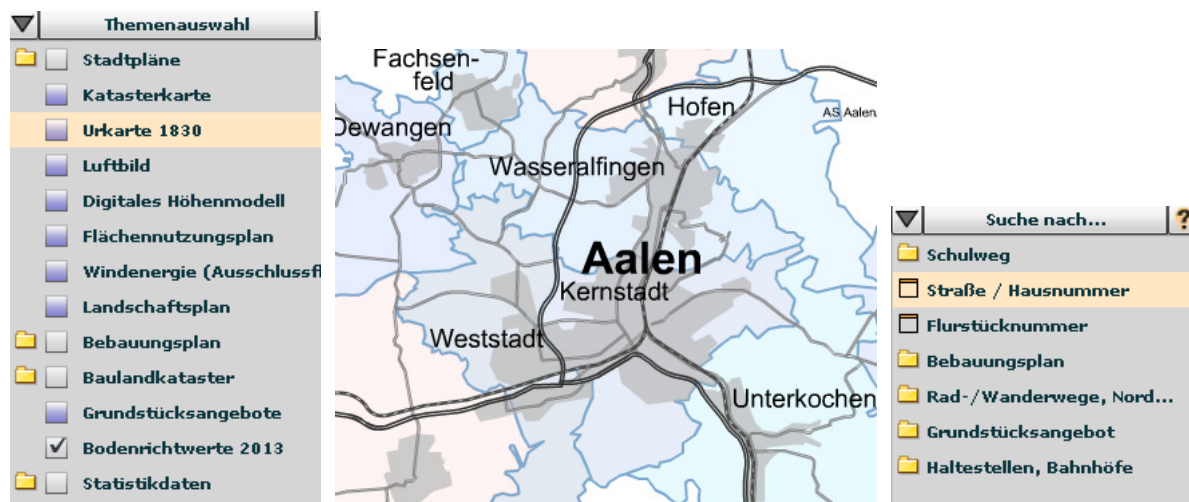 Themenauswahl
Stadtpläne
Katasterkarte
Urkarte 1830
Luftbild
Digitales Höhenmodell
Flächennutzungsplan
Windenergie (Ausschlussfl
Landschaftsplan
Bebauungsplan
Baulandkataster
Grundstücksangebote
Bodenrichtwerte 2013
Statistikdaten
Fachsen-
feld
Hofen
AS Aalen
Dewangen
Wasseralfingen
Aalen
Kernstadt
Weststadt
Unterkochen
Suche nach...
?
Schulweg
Straße / Hausnummer
Flurstücknummer
Bebauungsplan
Rad-/Wanderwege, Nord...
Grundstücksangebot
Haltestellen, Bahnhöfe